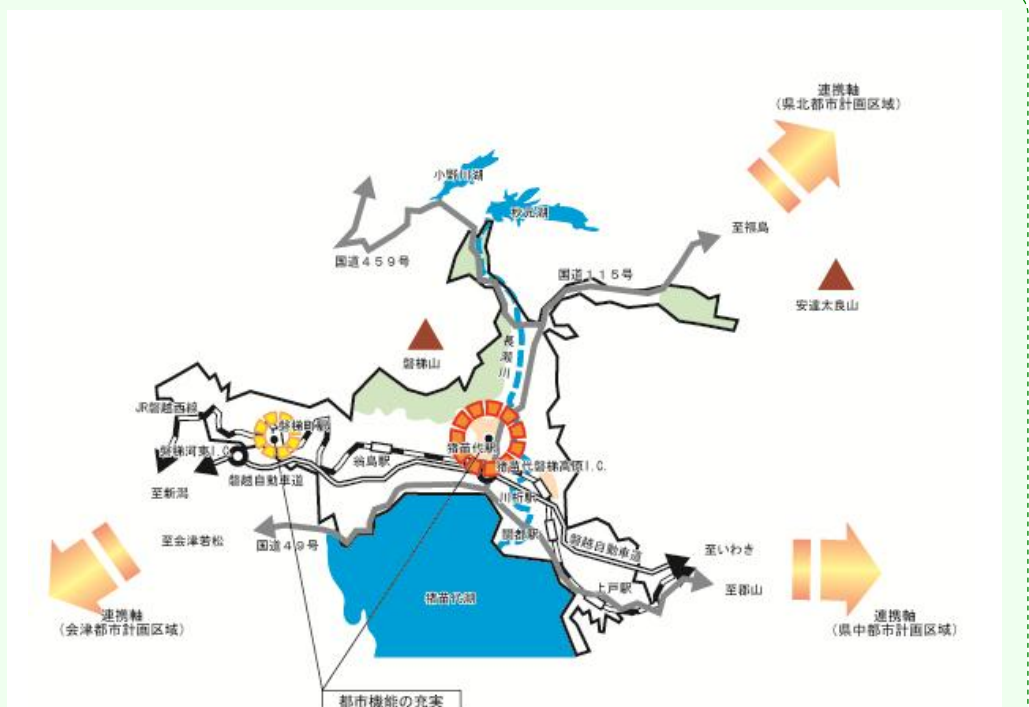 連携軸
（県北都市計画区域）
小野川湖
秋元湖
至福島
国道４５９号
国道１１５号
安達太良山
長瀬川
磐梯山
JR磐越西線
磐梯町駅
猪苗代駅
磐梯河東I.C.
翁島駅
猪苗代磐梯高原I.C.
磐越自動車道
至新潟
川桁駅
至会津若松
国道４９号
関都駅
磐越自動車道
至いわき
上戸駅
至郡山
猪苗代湖
連携軸
（会津都市計画区域）
連携軸
（県中都市計画区域）
都市機能の充実